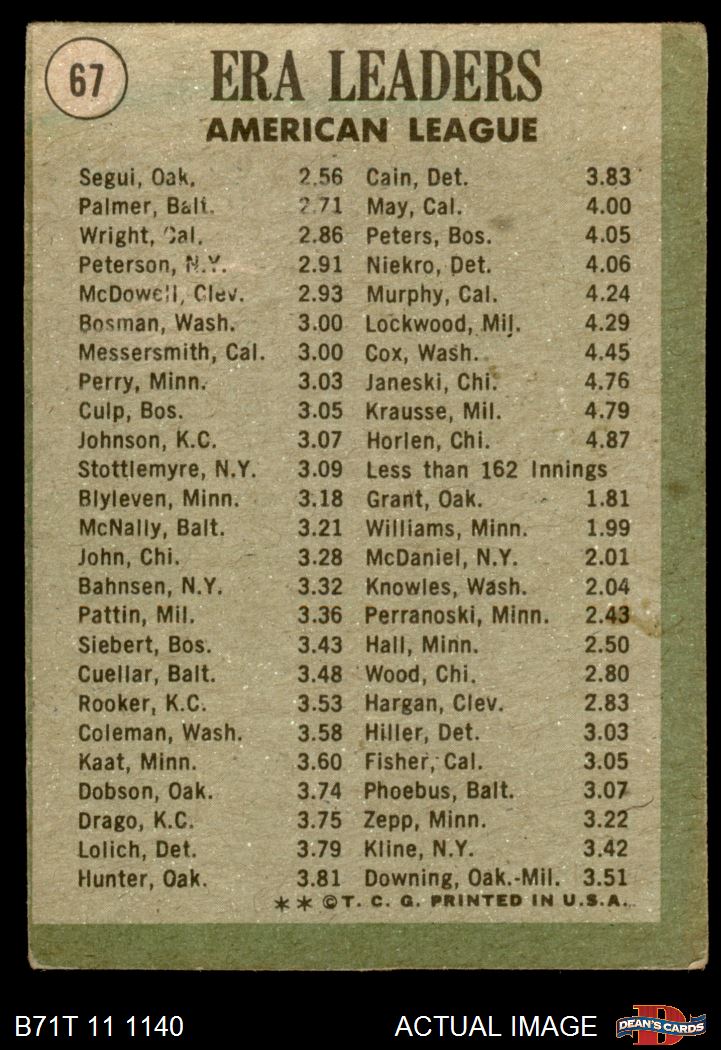 67
ERA LEADERS
AMERICAN LEAGUE
Segui, Oak. 2.56
Palmer, Balt. 2.71
Wright, Cal. 2.86
Peterson, N.Y. 2.91
McDowell, Clev. 2.93
Bosman, Wash. 3.00
Messersmith, Cal. 3.00
Perry, Minn. 3.03
Culp, Bos. 3.05
Johnson, K.C. 3.07
Stottlemyre, N.Y. 3.09
Blyleven, Minn. 3.18
McNally, Balt. 3.21
John, Chi. 3.28
Bahnsen, N.Y. 3.32
Pattin, Mil. 3.36
Siebert, Bos. 3.43
Cuellar, Balt. 3.48
Rooker, K.C. 3.53
Coleman, Wash. 3.58
Kaat, Minn. 3.60
Dobson, Oak. 3.74
Drago, K.C. 3.75
Lolich, Det. 3.79
Hunter, Oak. 3.81
Cain, Det. 3.83
May, Cal. 4.00
Peters, Bos. 4.05
Niekro, Det. 4.06
Murphy, Cal. 4.24
Lockwood, Mil. 4.29
Cox, Wash. 4.45
Janeski, Chi. 4.76
Krausse, Mil. 4.79
Horlen, Chi. 4.87
Less than 162 Innings
Grant, Oak. 1.81
Williams, Minn. 1.99
McDaniel, N.Y. 2.01
Knowles, Wash. 2.04
Perranoski, Minn. 2.43
Hall, Minn. 2.50
Wood, Chi. 2.80
Hargan, Clev. 2.83
Hiller, Det. 3.03
Fisher, Cal. 3.05
Phoebus, Balt. 3.07
Zepp, Minn. 3.22
Kline, N.Y. 3.42
Downing, Oak.-Mil. 3.51
** ©T. C. G. PRINTED IN U.S.A.
B71T 11 1140
ACTUAL IMAGE
D
DEAN'S CARDS